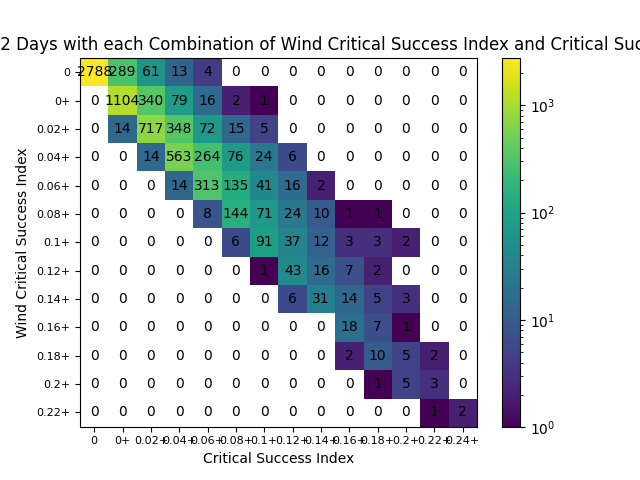 2 Days with each Combination of Wind Critical Success Index and Critical Suc
0 2788 289 61 13 4 0 0 0 0 0 0 0 0 0
0+ 0 1104 340 79 16 2 1 0 0 0 0 0 0 0
0.02+ 0 14 717 348 72 15 5 0 0 0 0 0 0 0
0.04+ 0 0 14 563 264 76 24 6 0 0 0 0 0 0
0.06+ 0 0 0 14 313 135 41 16 2 0 0 0 0 0
0.08+ 0 0 0 0 8 144 71 24 10 1 1 0 0 0
0.1+ 0 0 0 0 0 6 91 37 12 3 3 2 0 0
0.12+ 0 0 0 0 0 0 1 43 16 7 2 0 0 0
0.14+ 0 0 0 0 0 0 0 6 31 14 5 3 0 0
0.16+ 0 0 0 0 0 0 0 0 0 18 7 1 0 0
0.18+ 0 0 0 0 0 0 0 0 0 2 10 5 2 0
0.2+ 0 0 0 0 0 0 0 0 0 0 1 5 3 0
0.22+ 0 0 0 0 0 0 0 0 0 0 0 0 1 2
0 0+ 0.02+ 0.04+ 0.06+ 0.08+ 0.1+ 0.12+ 0.14+ 0.16+ 0.18+ 0.2+ 0.22+ 0.24+
Critical Success Index
Wind Critical Success Index
10³
10²
10¹
10⁰